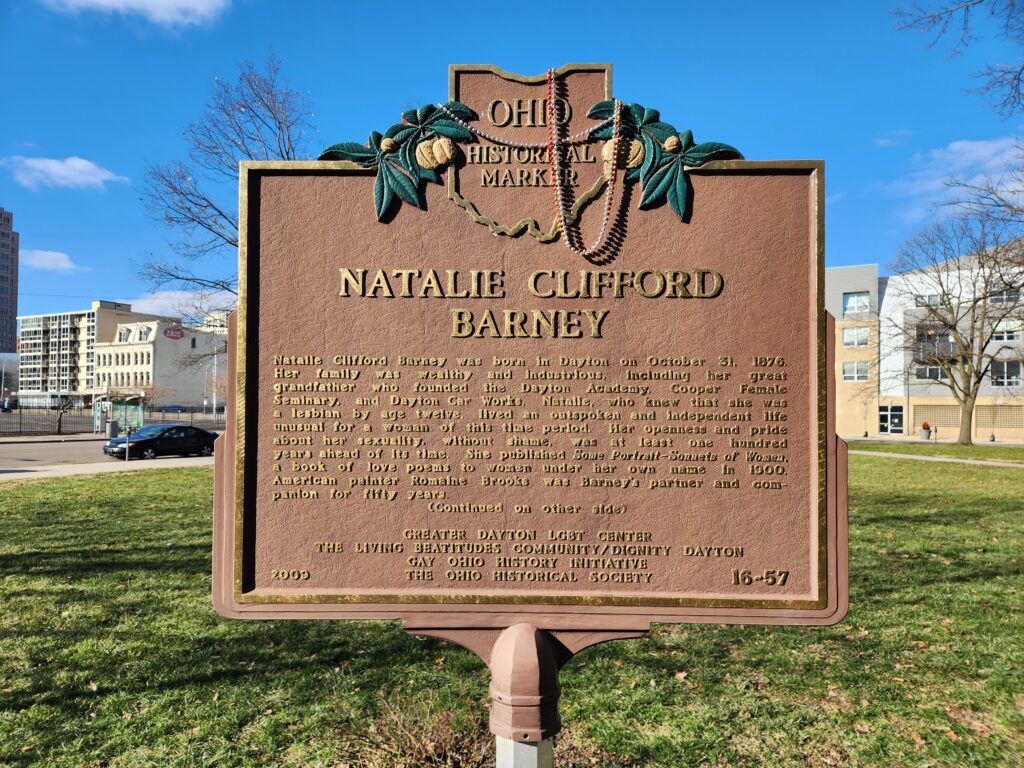 OHIO
HISTORICAL
MARKER
NATALIE CLIFFORD
BARNEY
Natalie Clifford Barney was born in Dayton on October 31, 1876.
Her family was wealthy and industrious, including her great
grandfather who founded the Dayton Academy, Cooper Female
Seminary, and Dayton Car Works. Natalie, who knew that she was
a lesbian by age twelve, lived an outspoken and independent life
unusual for a woman of this time period. Her openness and pride
about her sexuality, without shame, was at least one hundred
years ahead of its time. She published Some Portrait-Sonnets of Women,
a book of love poems to women under her own name in 1900.
American painter Romaine Brooks was Barney's partner and com-
panion for fifty years.
(Continued on other side)
GREATER DAYTON LGBT CENTER
THE LIVING BEATITUDES COMMUNITY/DIGNITY DAYTON
GAY OHIO HISTORY INITIATIVE
THE OHIO HISTORICAL SOCIETY
2009
16-57